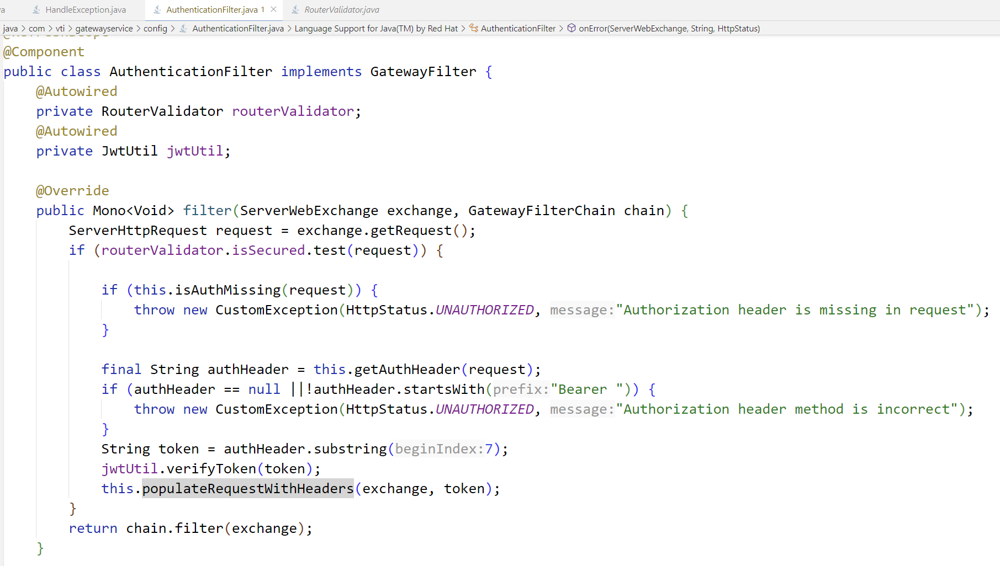 HandleException.java AuthenticationFilter.java 1 RouterValidator.java
java > com > vti > gatewayservice > config > AuthenticationFilter.java > Language Support for Java(TM) by Red Hat > AuthenticationFilter > onError(ServerWebExchange, String, HttpStatus)
@Component
public class AuthenticationFilter implements GatewayFilter {
@Autowired
private RouterValidator routerValidator;
@Autowired
private JwtUtil jwtUtil;
@Override
public Mono<Void> filter(ServerWebExchange exchange, GatewayFilterChain chain) {
ServerHttpRequest request = exchange.getRequest();
if (routerValidator.isSecured.test(request)) {
if (this.isAuthMissing(request)) {
throw new CustomException(HttpStatus.UNAUTHORIZED, message:"Authorization header is missing in request");
}
final String authHeader = this.getAuthHeader(request);
if (authHeader == null ||!authHeader.startsWith(prefix:"Bearer ")) {
throw new CustomException(HttpStatus.UNAUTHORIZED, message:"Authorization header method is incorrect");
}
String token = authHeader.substring(beginIndex:7);
jwtUtil.verifyToken(token);
this.populateRequestWithHeaders(exchange, token);
}
return chain.filter(exchange);
}